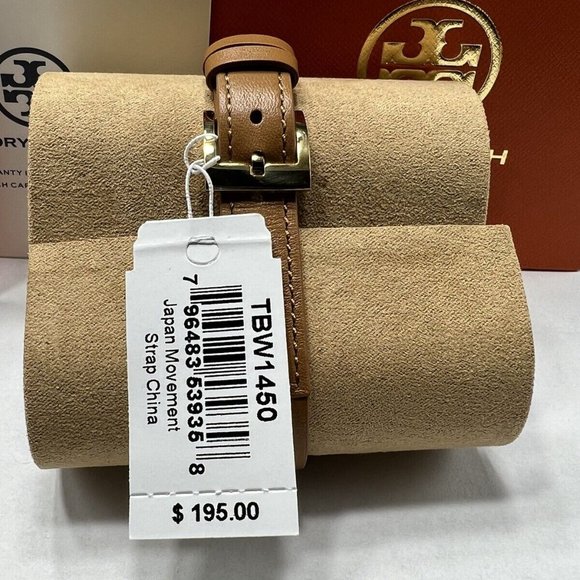 TBW1450
7 96483 53935 8
Japan Movement
Strap China
$ 195.00